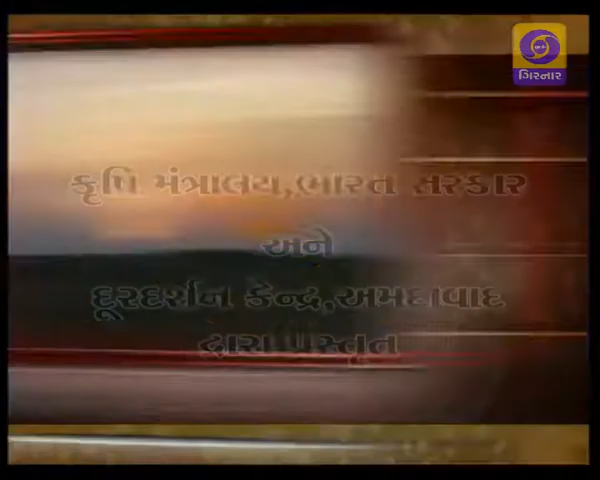 ગિરનાર
કૃષિ મંત્રાલય,ભારત સરકાર
અને
દૂરદર્શન કેન્દ્ર,અમદાવાદ
દ્વારા પ્રસ્તુત